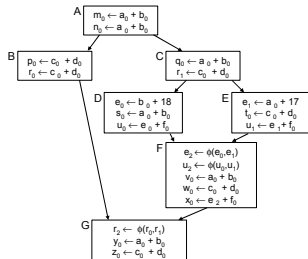 A
m₀ ← a₀ + b₀
n₀ ← a₀ + b₀
B
p₀ ← c₀ + d₀
r₀ ← c₀ + d₀
C
q₀ ← a₀ + b₀
r₁ ← c₀ + d₀
D
e₀ ← b₀ + 18
s₀ ← a₀ + b₀
u₀ ← e₀ + f₀
E
e₁ ← a₀ + 17
t₀ ← c₀ + d₀
u₁ ← e₁ + f₀
F
e₂ ← ϕ(e₀,e₁)
u₂ ← ϕ(u₀,u₁)
v₀ ← a₀ + b₀
w₀ ← c₀ + d₀
x₀ ← e₂ + f₀
G
r₂ ← ϕ(r₀,r₁)
y₀ ← a₀ + b₀
z₀ ← c₀ + d₀